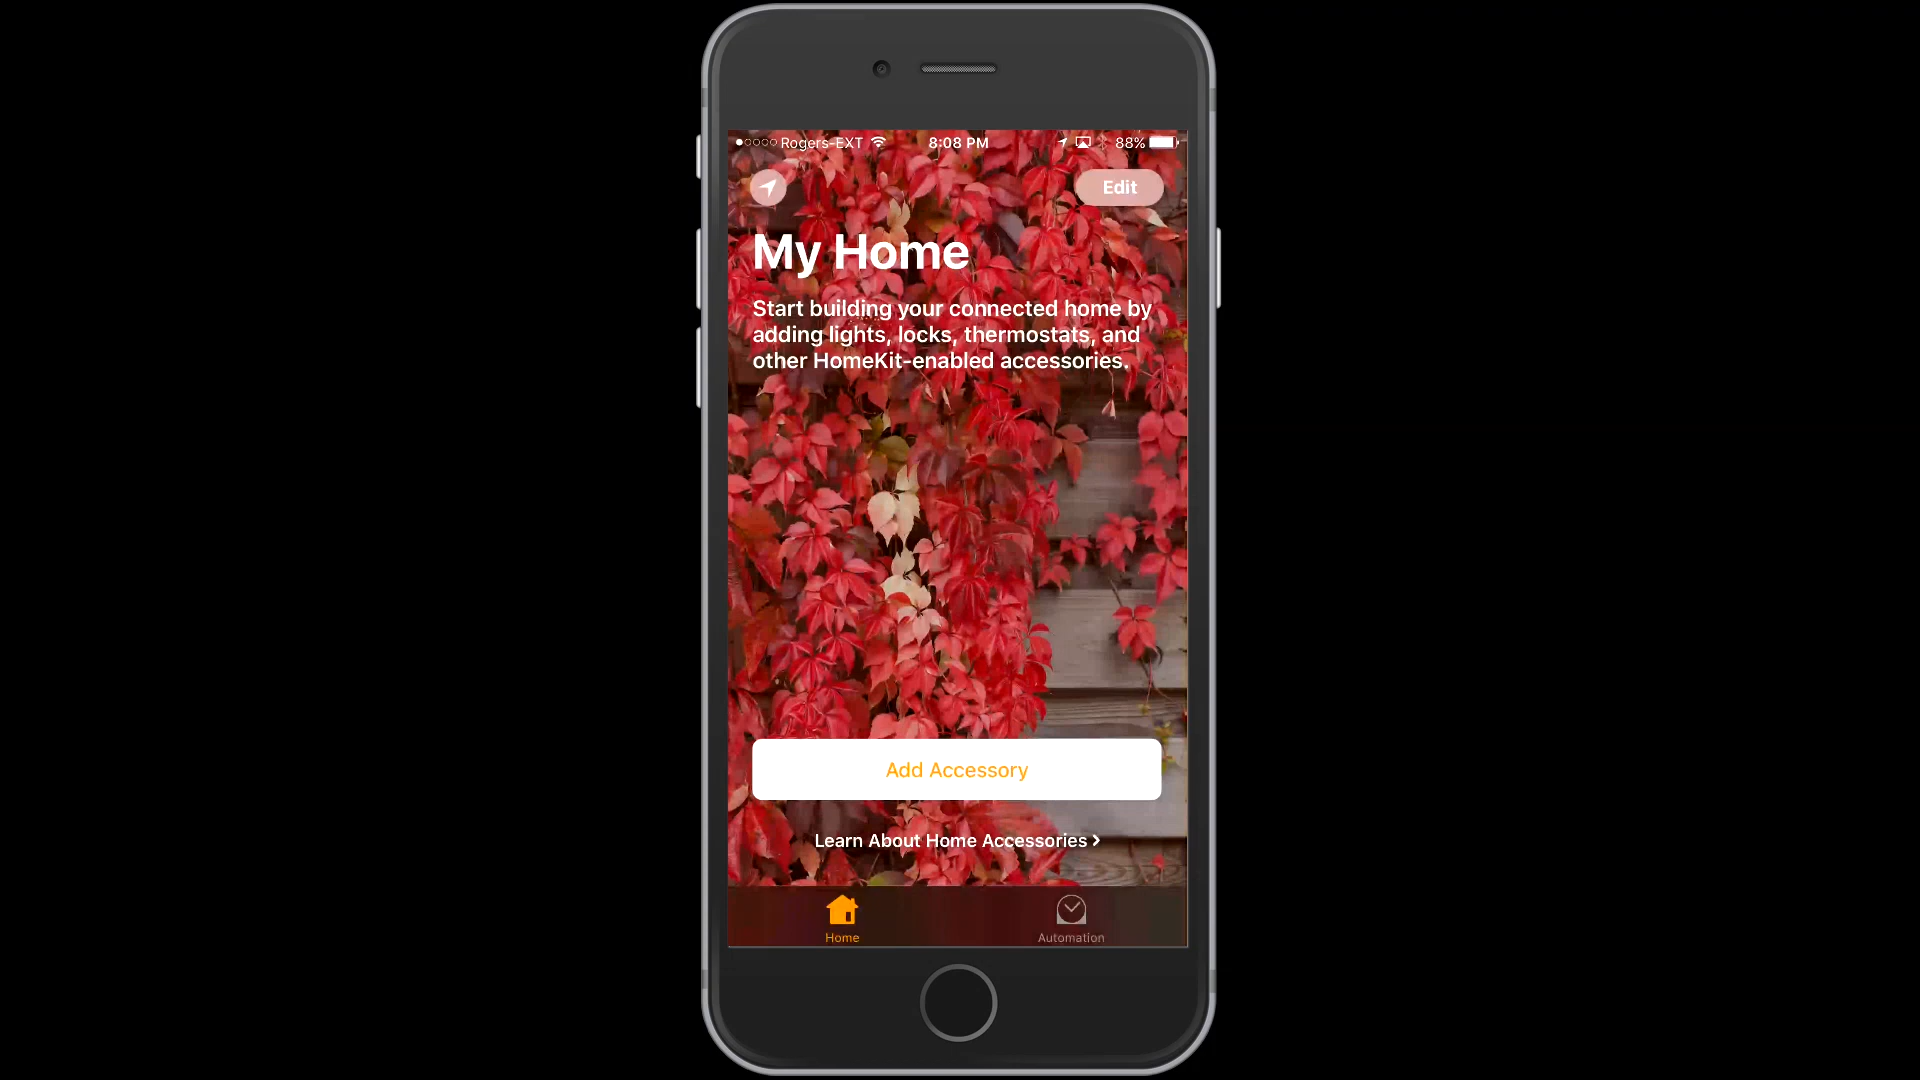 Rogers-EXT 8:08 PM 88%
Edit
My Home
Start building your connected home by
adding lights, locks, thermostats, and
other HomeKit-enabled accessories.
Add Accessory
Learn About Home Accessories
Home Automation